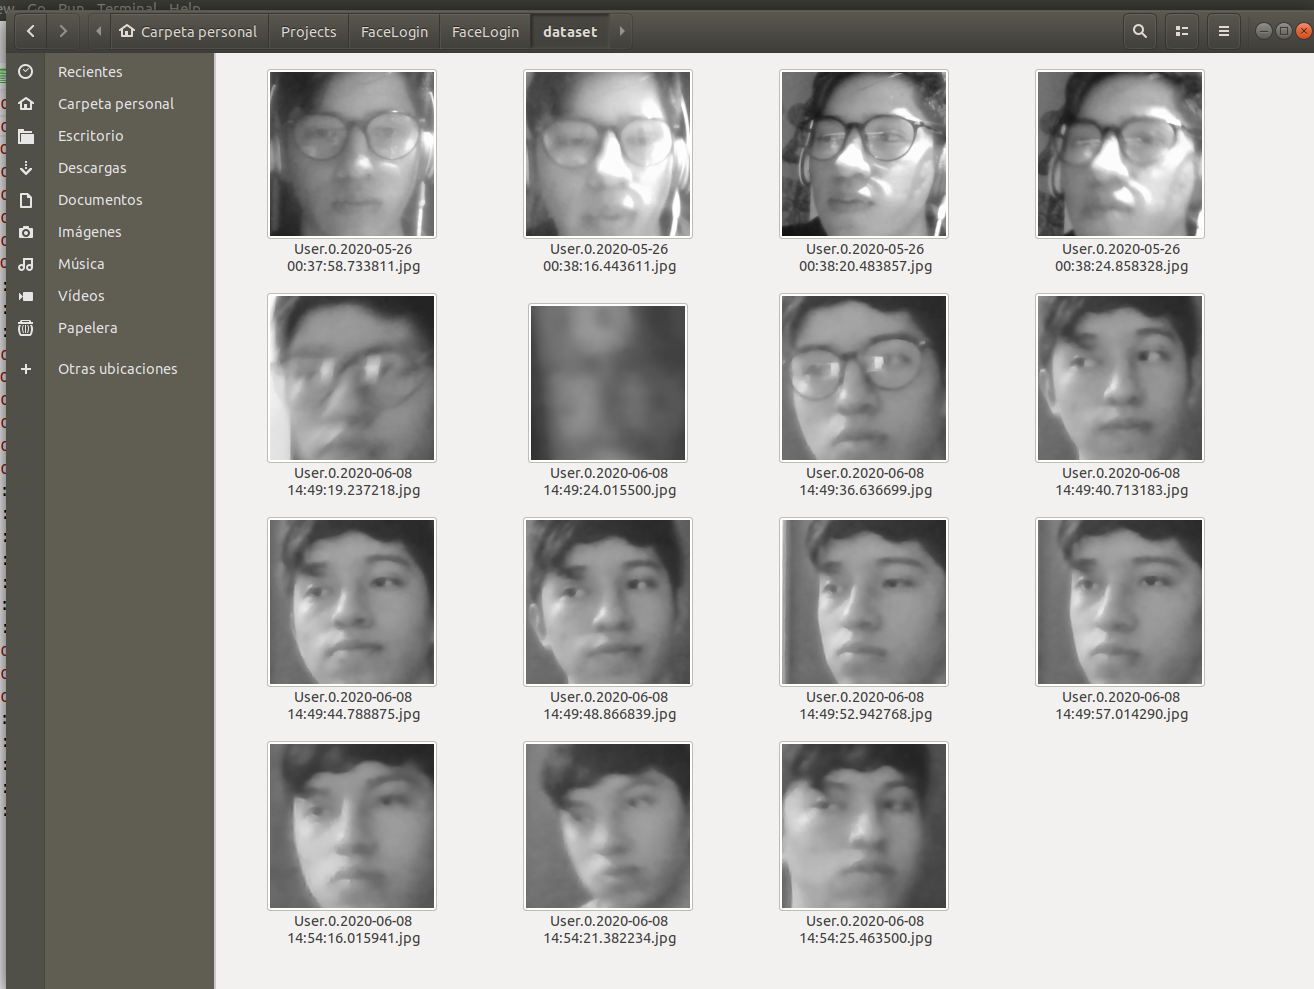 Go Run Terminal Help
Carpeta personal
Projects
FaceLogin
FaceLogin
dataset
Recientes
Carpeta personal
Escritorio
Descargas
Documentos
Imágenes
Música
Vídeos
Papelera
Otras ubicaciones
User.0.2020-05-26
00:37:58.733811.jpg
User.0.2020-05-26
00:38:16.443611.jpg
User.0.2020-05-26
00:38:20.483857.jpg
User.0.2020-05-26
00:38:24.858328.jpg
User.0.2020-06-08
14:49:19.237218.jpg
User.0.2020-06-08
14:49:24.015500.jpg
User.0.2020-06-08
14:49:36.636699.jpg
User.0.2020-06-08
14:49:40.713183.jpg
User.0.2020-06-08
14:49:44.788875.jpg
User.0.2020-06-08
14:49:48.866839.jpg
User.0.2020-06-08
14:49:52.942768.jpg
User.0.2020-06-08
14:49:57.014290.jpg
User.0.2020-06-08
14:54:16.015941.jpg
User.0.2020-06-08
14:54:21.382234.jpg
User.0.2020-06-08
14:54:25.463500.jpg